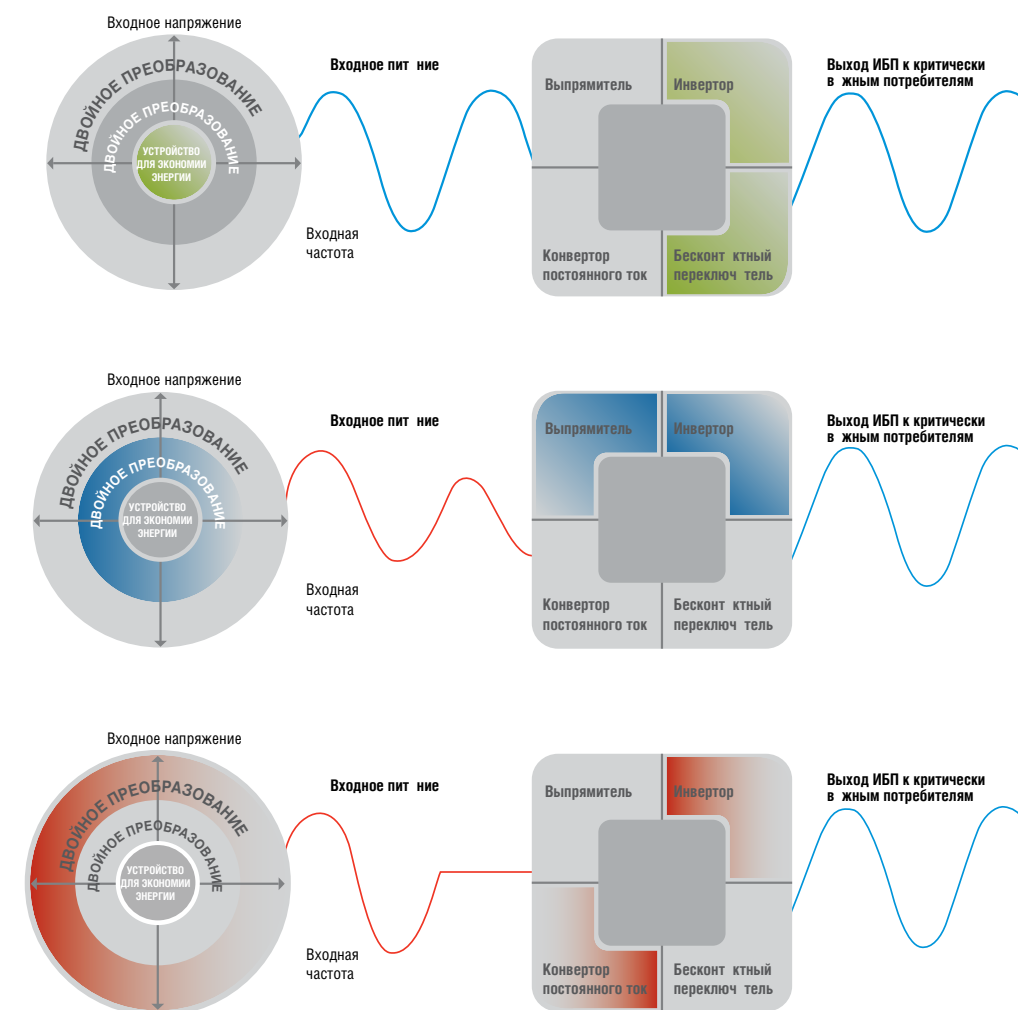 Входное напряжение
ДВОЙНОЕ ПРЕОБРАЗОВАНИЕ
ДВОЙНОЕ ПРЕОБРАЗОВАНИЕ
УСТРОЙСТВО
ДЛЯ ЭКОНОМИИ
ЭНЕРГИИ
Входная
частота
Входное пит ние
Выпрямитель
Инвертор
Конвертор
постоянного ток
Бесконт ктный
переключ тель
Выход ИБП к критически
в жным потребителям
Входное напряжение
ДВОЙНОЕ ПРЕОБРАЗОВАНИЕ
ДВОЙНОЕ ПРЕОБРАЗОВАНИЕ
УСТРОЙСТВО
ДЛЯ ЭКОНОМИИ
ЭНЕРГИИ
Входная
частота
Входное пит ние
Выпрямитель
Инвертор
Конвертор
постоянного ток
Бесконт ктный
переключ тель
Выход ИБП к критически
в жным потребителям
Входное напряжение
ДВОЙНОЕ ПРЕОБРАЗОВАНИЕ
ДВОЙНОЕ ПРЕОБРАЗОВАНИЕ
УСТРОЙСТВО
ДЛЯ ЭКОНОМИИ
ЭНЕРГИИ
Входная
частота
Входное пит ние
Выпрямитель
Инвертор
Конвертор
постоянного ток
Бесконт ктный
переключ тель
Выход ИБП к критически
в жным потребителям